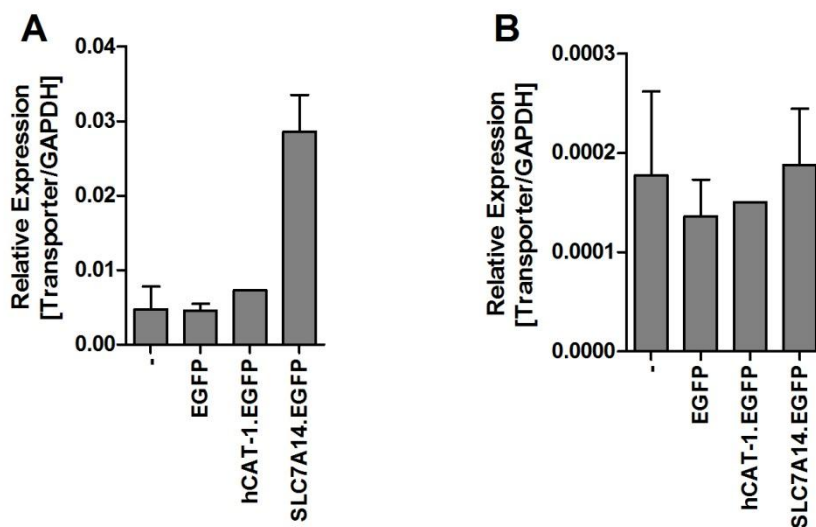 A
Relative Expression
[Transporter/GAPDH]
0.04
0.03
0.02
0.01
0.00
-
EGFP
hCAT-1.EGFP
SLC7A14.EGFP
B
Relative Expression
[Transporter/GAPDH]
0.0003
0.0002
0.0001
0.0000
-
EGFP
hCAT-1.EGFP
SLC7A14.EGFP